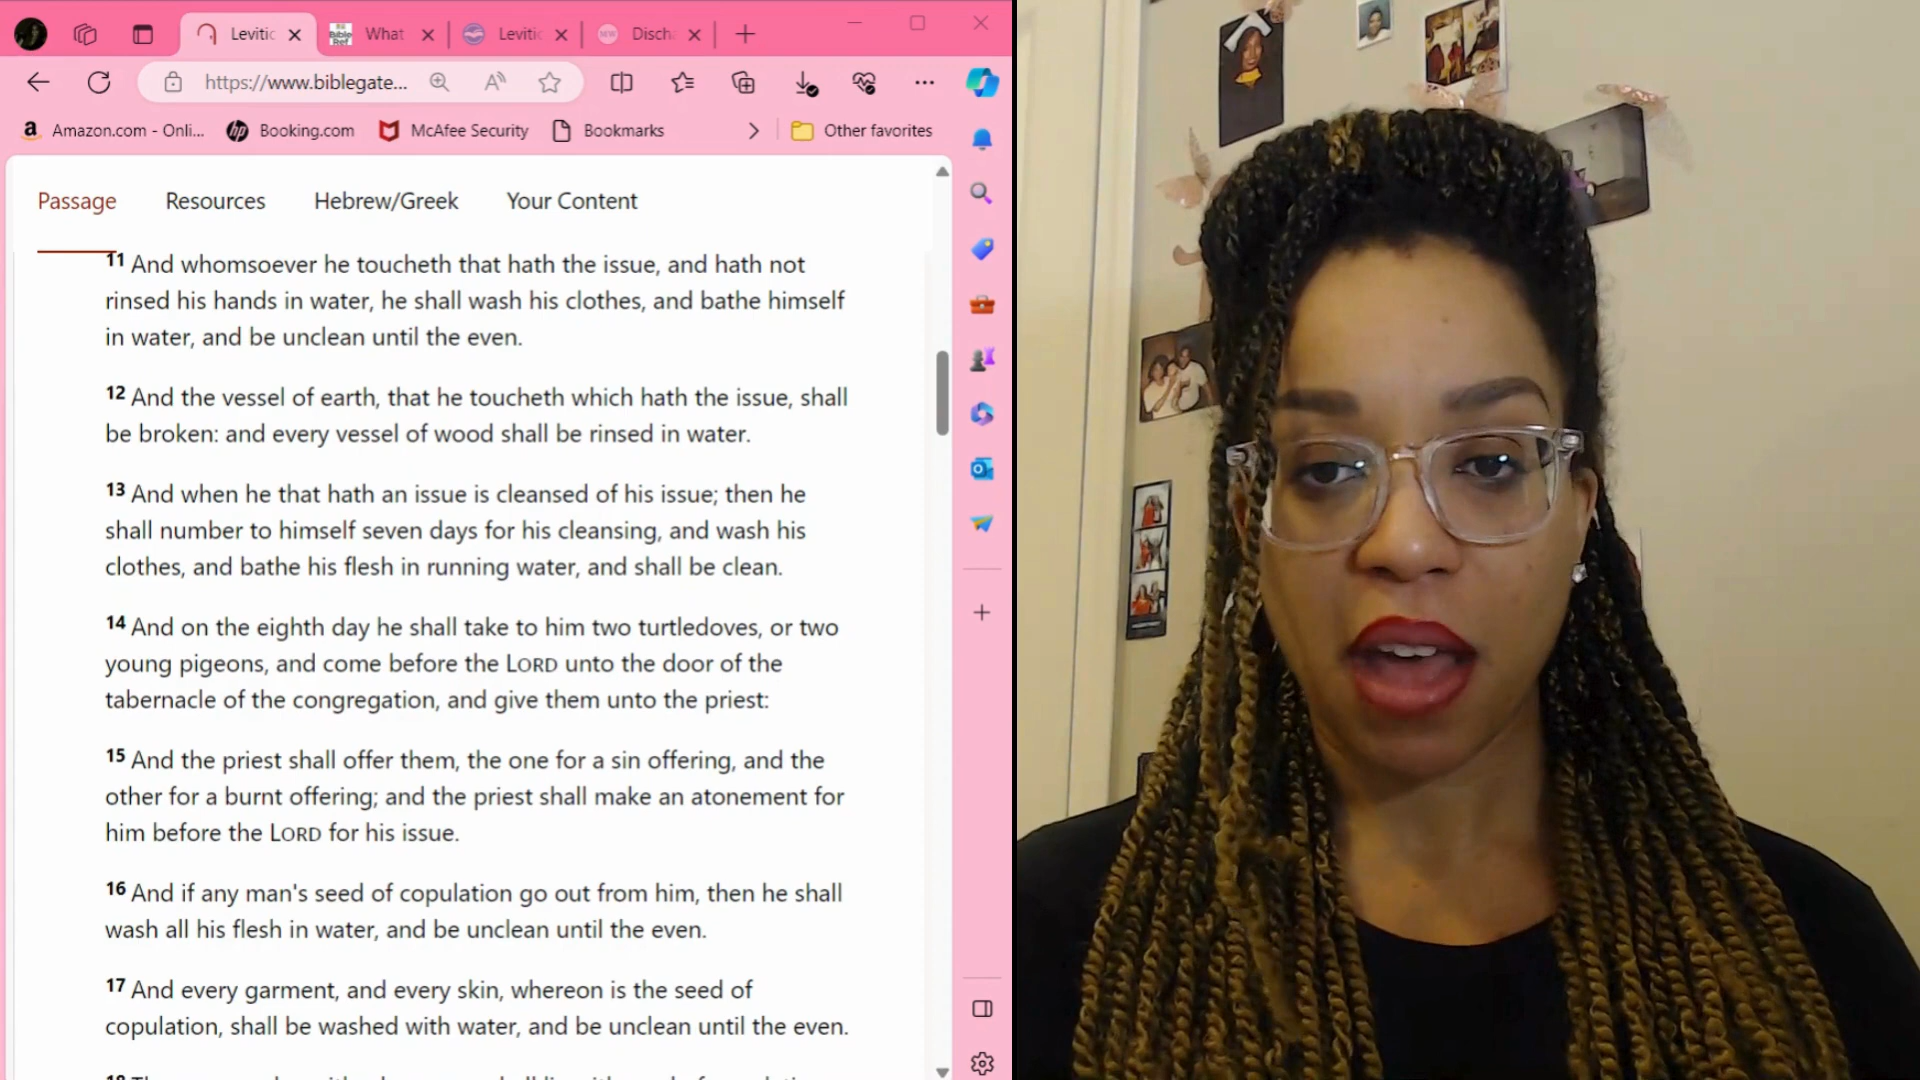 Levitic
What
Levitic
Disch
https://www.biblegate...
Amazon.com - Onli...
Booking.com
McAfee Security
Bookmarks
Other favorites
Passage
Resources
Hebrew/Greek
Your Content
11 And whomsoever he toucheth that hath the issue, and hath not
rinsed his hands in water, he shall wash his clothes, and bathe himself
in water, and be unclean until the even.
12 And the vessel of earth, that he toucheth which hath the issue, shall
be broken: and every vessel of wood shall be rinsed in water.
13 And when he that hath an issue is cleansed of his issue; then he
shall number to himself seven days for his cleansing, and wash his
clothes, and bathe his flesh in running water, and shall be clean.
14 And on the eighth day he shall take to him two turtledoves, or two
young pigeons, and come before the LORD unto the door of the
tabernacle of the congregation, and give them unto the priest:
15 And the priest shall offer them, the one for a sin offering, and the
other for a burnt offering; and the priest shall make an atonement for
him before the LORD for his issue.
16 And if any man's seed of copulation go out from him, then he shall
wash all his flesh in water, and be unclean until the even.
17 And every garment, and every skin, whereon is the seed of
copulation, shall be washed with water, and be unclean until the even.